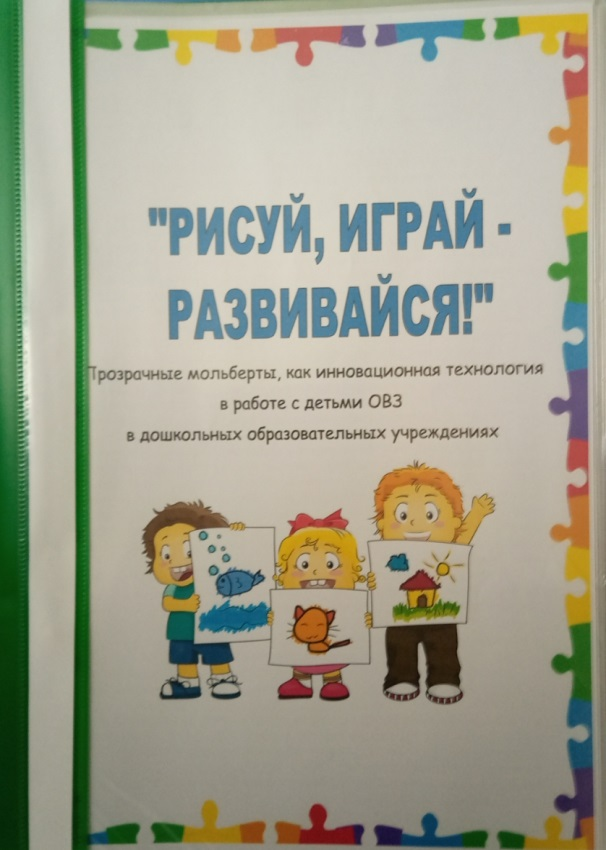 "РИСУЙ, ИГРАЙ -
РАЗВИВАЙСЯ!"
Прозрачные мольберты, как инновационная технология
в работе с детьми ОВЗ
в дошкольных образовательных учреждениях